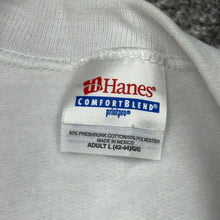 Hanes
COMFORTBLEND®
50% PRESHRUNK COTTON/50% POLYESTER
MADE IN MEXICO
ADULT L (42-44)/G/G